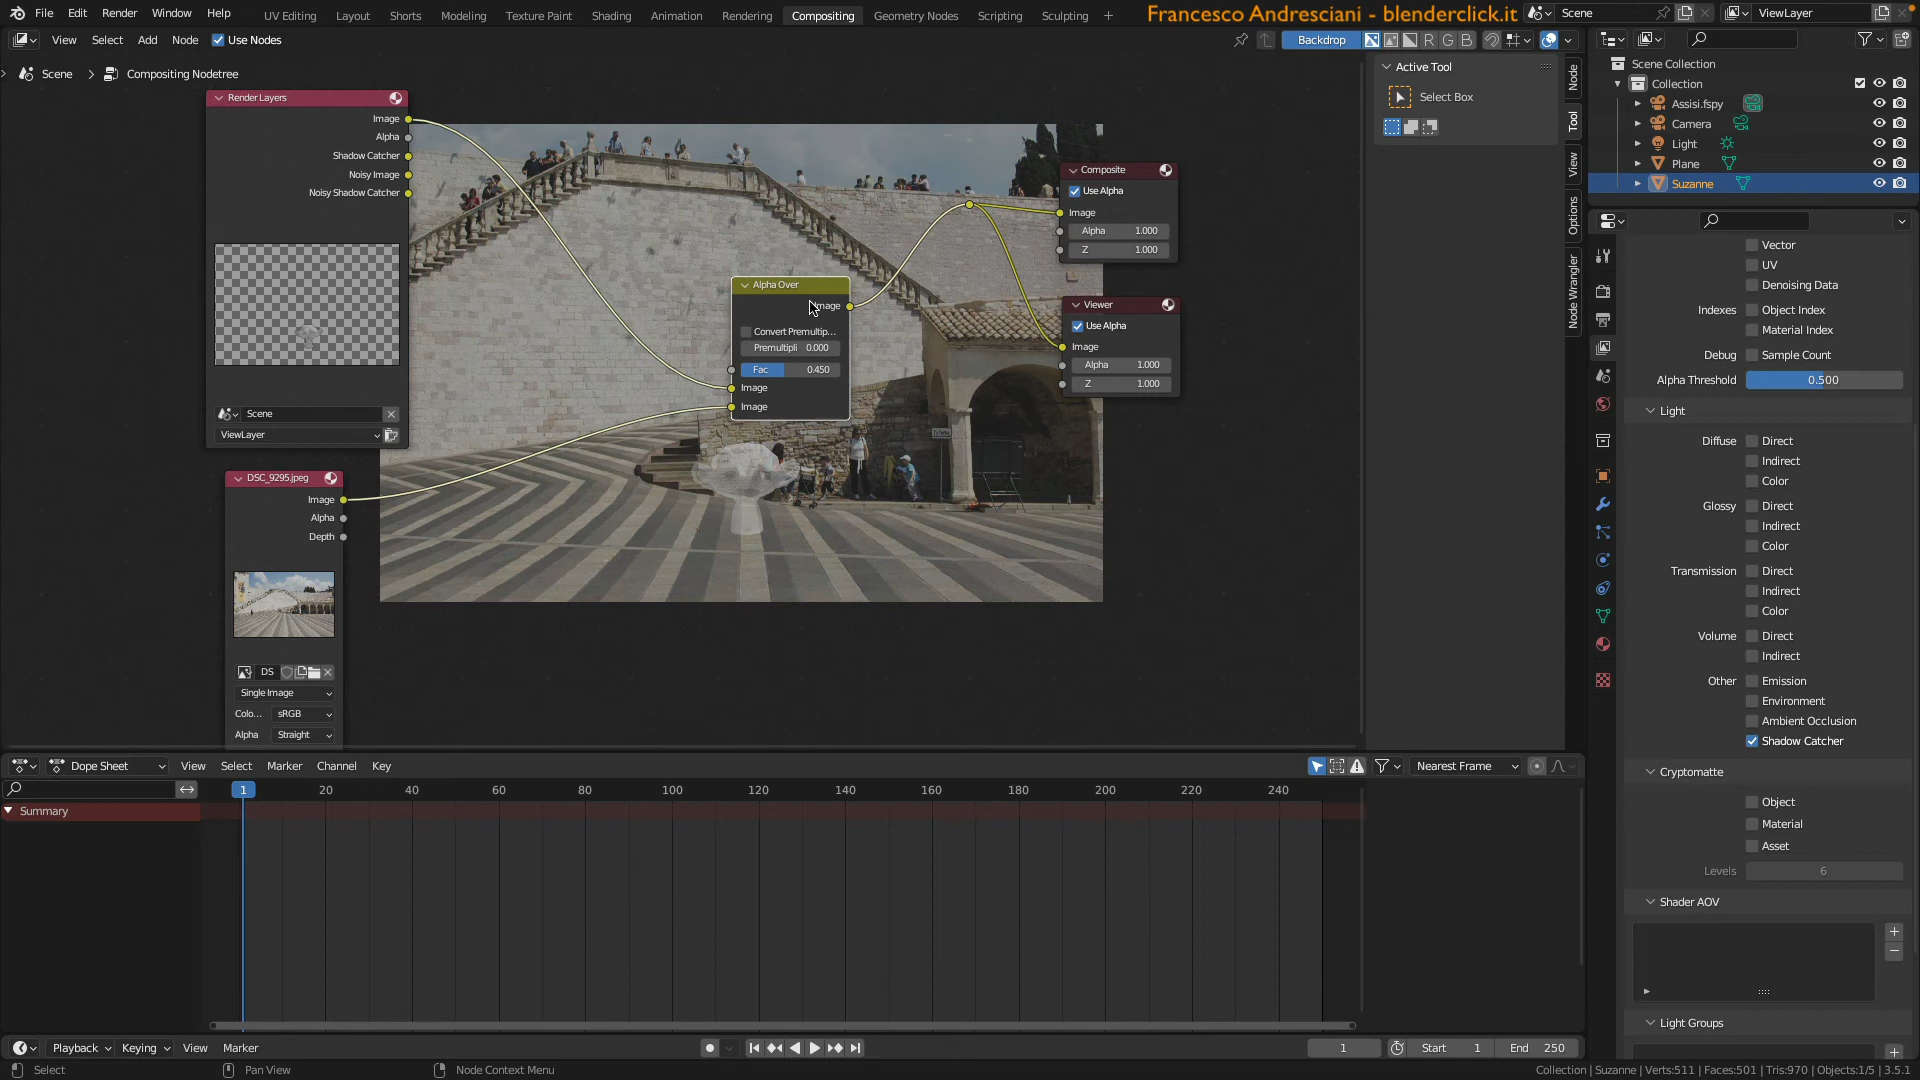 File Edit Render Window Help UV Editing Layout Shorts Modeling Texture Paint Shading Animation Rendering Compositing Geometry Nodes Scripting Sculpting + Francesco Andresciani - blenderclick.it Scene ViewLayer
View Select Add Node Use Nodes Backdrop R G B
Scene > Compositing Nodetree
Render Layers
Image
Alpha
Shadow Catcher
Noisy Image
Noisy Shadow Catcher
Scene
ViewLayer
DSC_9295.jpeg
Image
Alpha
Depth
DS
Single Image
Colo... sRGB
Alpha Straight
Alpha Over
Image
Convert Premultip...
Premultipli 0.000
Fac 0.450
Image
Image
Composite
Use Alpha
Image
Alpha 1.000
Z 1.000
Viewer
Use Alpha
Image
Alpha 1.000
Z 1.000
Active Tool
Select Box
Node
Tool
View
Options
Node Wrangler
Scene Collection
Collection
Assisi.fspy
Camera
Light
Plane
Suzanne
Vector
UV
Denoising Data
Indexes Object Index
Material Index
Debug Sample Count
Alpha Threshold 0.500
Light
Diffuse Direct
Indirect
Color
Glossy Direct
Indirect
Color
Transmission Direct
Indirect
Color
Volume Direct
Indirect
Other Emission
Environment
Ambient Occlusion
Shadow Catcher
Cryptomatte
Object
Material
Asset
Levels 6
Shader AOV
Light Groups
Dope Sheet View Select Marker Channel Key Nearest Frame
1 20 40 60 80 100 120 140 160 180 200 220 240
Summary
Playback Keying View Marker 1 Start 1 End 250
Select Pan View Node Context Menu Collection | Suzanne | Verts:511 | Faces:501 | Tris:970 | Objects:1/5 | 3.5.1